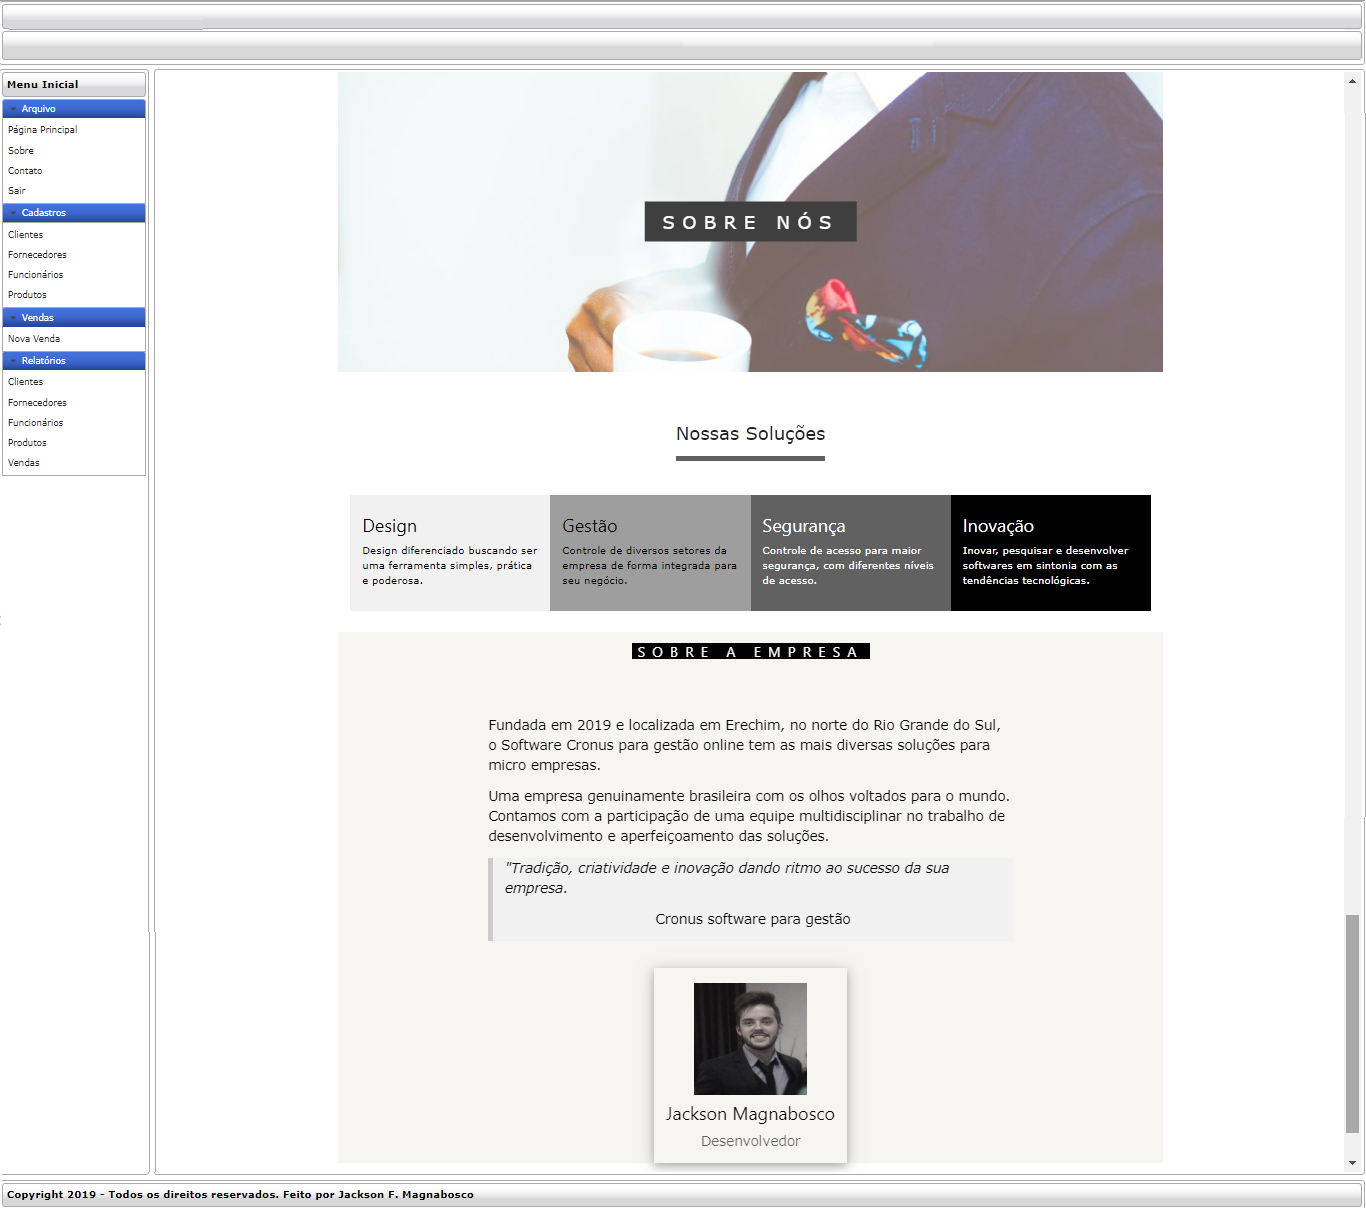 Menu Inicial
Arquivo
Página Principal
Sobre
Contato
Sair
Cadastros
Clientes
Fornecedores
Funcionários
Produtos
Vendas
Nova Venda
Relatórios
Clientes
Fornecedores
Funcionários
Produtos
Vendas
SOBRE NÓS
Nossas Soluções
Design
Design diferenciado buscando ser
uma ferramenta simples, prática
e poderosa.
Gestão
Controle de diversos setores da
empresa de forma integrada para
seu negócio.
Segurança
Controle de acesso para maior
segurança, com diferentes níveis
de acesso.
Inovação
Inovar, pesquisar e desenvolver
softwares em sintonia com as
tendências tecnológicas.
SOBRE A EMPRESA
Fundada em 2019 e localizada em Erechim, no norte do Rio Grande do Sul,
o Software Cronus para gestão online tem as mais diversas soluções para
micro empresas.
Uma empresa genuinamente brasileira com os olhos voltados para o mundo.
Contamos com a participação de uma equipe multidisciplinar no trabalho de
desenvolvimento e aperfeiçoamento das soluções.
"Tradição, criatividade e inovação dando ritmo ao sucesso da sua
empresa.
Cronus software para gestão
Jackson Magnabosco
Desenvolvedor
Copyright 2019 - Todos os direitos reservados. Feito por Jackson F. Magnabosco